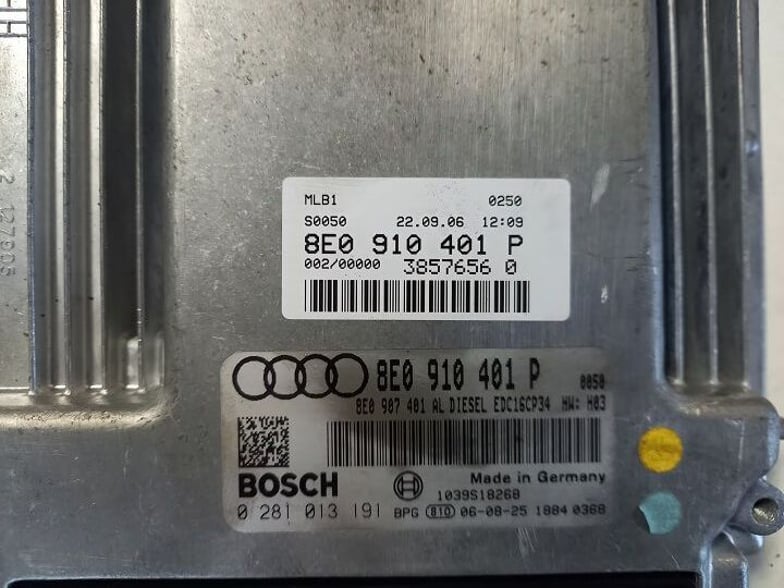 MLB1 0250
S0050 22.09.06 12:09
8E0 910 401 P
002/00000 3857656 0
8E0 910 401 P 0050
8E0 907 401 AL DIESEL EDC16CP34 HW: H03
BOSCH Made in Germany
1039S18268
0 281 013 191 BPG 810 06-08-25 1884 0368